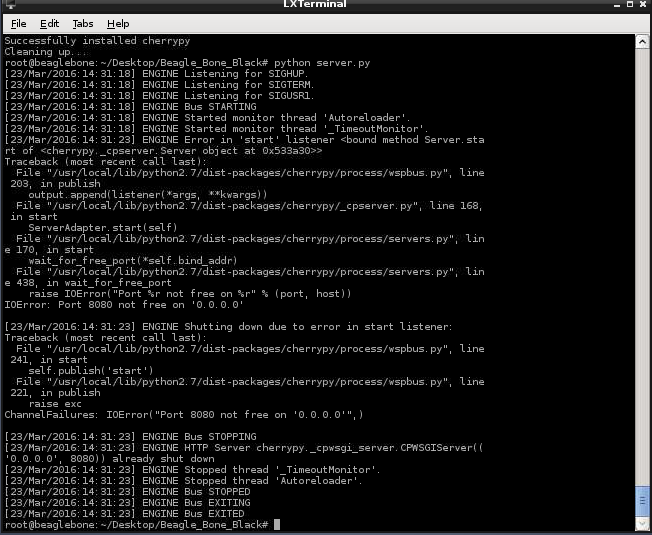 LXTerminal
File Edit Tabs Help
Successfully installed cherrypy
Cleaning up...
root@beaglebone:~/Desktop/Beagle_Bone_Black# python server.py
[23/Mar/2016:14:31:18] ENGINE Listening for SIGHUP.
[23/Mar/2016:14:31:18] ENGINE Listening for SIGTERM.
[23/Mar/2016:14:31:18] ENGINE Listening for SIGUSR1.
[23/Mar/2016:14:31:18] ENGINE Bus STARTING
[23/Mar/2016:14:31:18] ENGINE Started monitor thread 'Autoreloader'.
[23/Mar/2016:14:31:18] ENGINE Started monitor thread '_TimeoutMonitor'.
[23/Mar/2016:14:31:23] ENGINE Error in 'start' listener <bound method Server.sta
rt of <cherrypy._cpserver.Server object at 0x533a30>>
Traceback (most recent call last):
  File "/usr/local/lib/python2.7/dist-packages/cherrypy/process/wspbus.py", line
 203, in publish
    output.append(listener(*args, **kwargs))
  File "/usr/local/lib/python2.7/dist-packages/cherrypy/_cpserver.py", line 168,
 in start
    ServerAdapter.start(self)
  File "/usr/local/lib/python2.7/dist-packages/cherrypy/process/servers.py", lin
e 170, in start
    wait_for_free_port(*self.bind_addr)
  File "/usr/local/lib/python2.7/dist-packages/cherrypy/process/servers.py", lin
e 438, in wait_for_free_port
    raise IOError("Port %r not free on %r" % (port, host))
IOError: Port 8080 not free on '0.0.0.0'
[23/Mar/2016:14:31:23] ENGINE Shutting down due to error in start listener:
Traceback (most recent call last):
  File "/usr/local/lib/python2.7/dist-packages/cherrypy/process/wspbus.py", line
 241, in start
    self.publish('start')
  File "/usr/local/lib/python2.7/dist-packages/cherrypy/process/wspbus.py", line
 221, in publish
    raise exc
ChannelFailures: IOError("Port 8080 not free on '0.0.0.0'",)
[23/Mar/2016:14:31:23] ENGINE Bus STOPPING
[23/Mar/2016:14:31:23] ENGINE HTTP Server cherrypy._cpwsgi_server.CPWSGIServer((
'0.0.0.0', 8080)) already shut down
[23/Mar/2016:14:31:23] ENGINE Stopped thread '_TimeoutMonitor'.
[23/Mar/2016:14:31:23] ENGINE Stopped thread 'Autoreloader'.
[23/Mar/2016:14:31:23] ENGINE Bus STOPPED
[23/Mar/2016:14:31:23] ENGINE Bus EXITING
[23/Mar/2016:14:31:23] ENGINE Bus EXITED
root@beaglebone:~/Desktop/Beagle_Bone_Black#